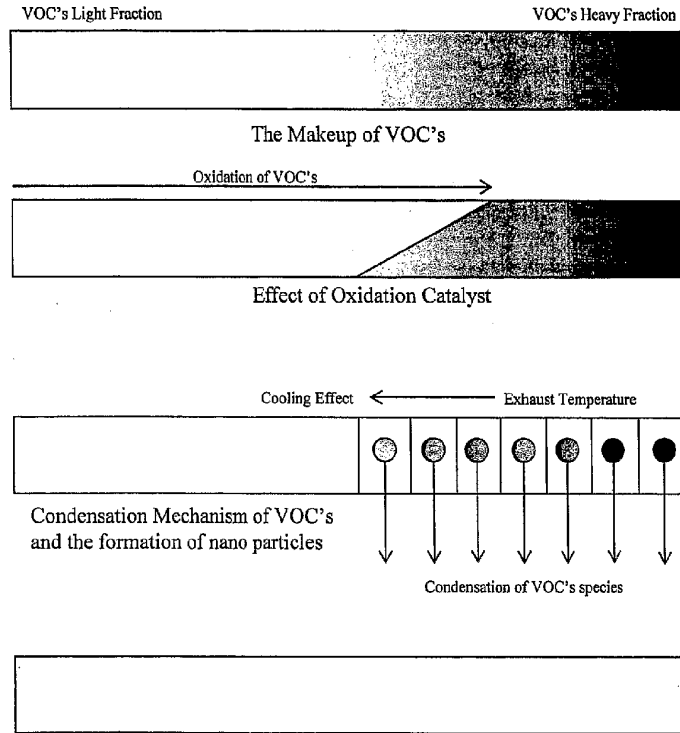 VOC's Light Fraction
VOC's Heavy Fraction
The Makeup of VOC's
Oxidation of VOC's
Effect of Oxidation Catalyst
Cooling Effect
Exhaust Temperature
Condensation Mechanism of VOC's
and the formation of nano particles
Condensation of VOC's species